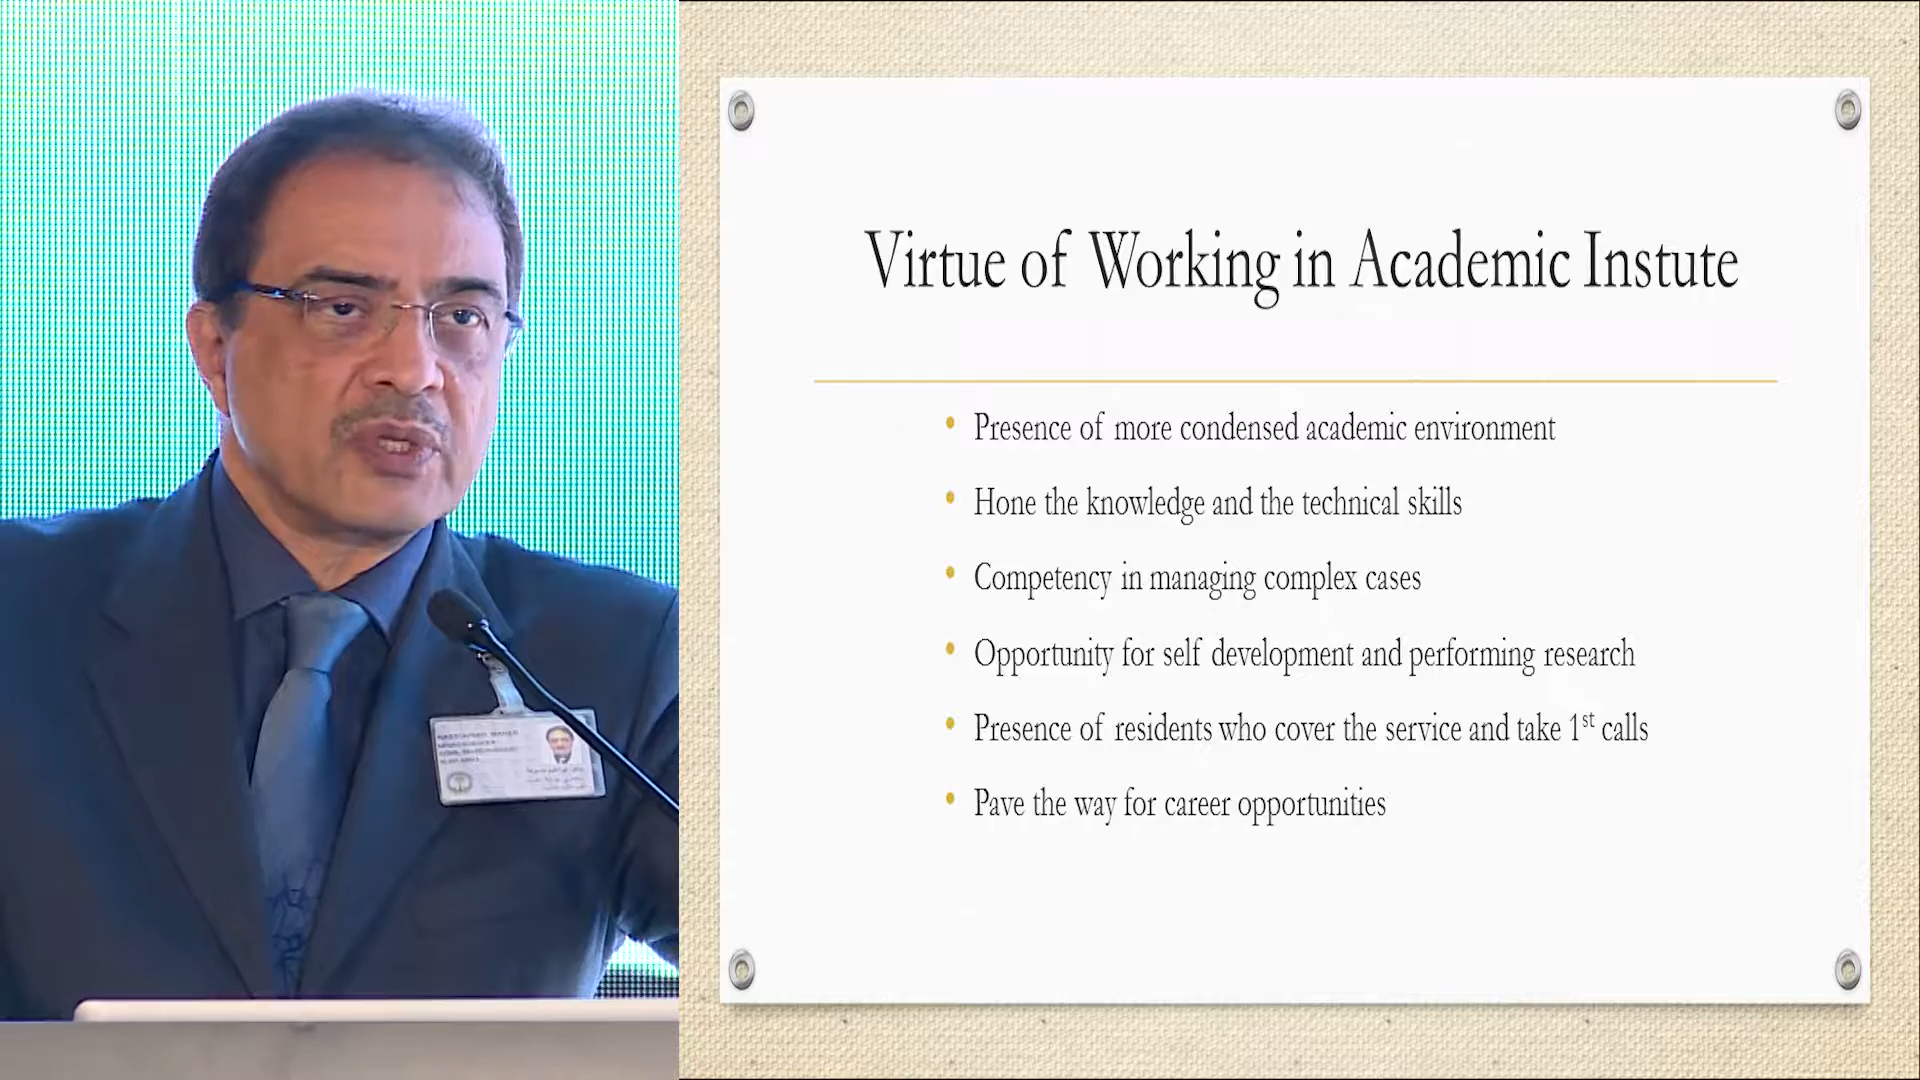 Virtue of Working in Academic Instute
• Presence of more condensed academic environment
• Hone the knowledge and the technical skills
• Competency in managing complex cases
• Opportunity for self development and performing research
• Presence of residents who cover the service and take 1st calls
• Pave the way for career opportunities